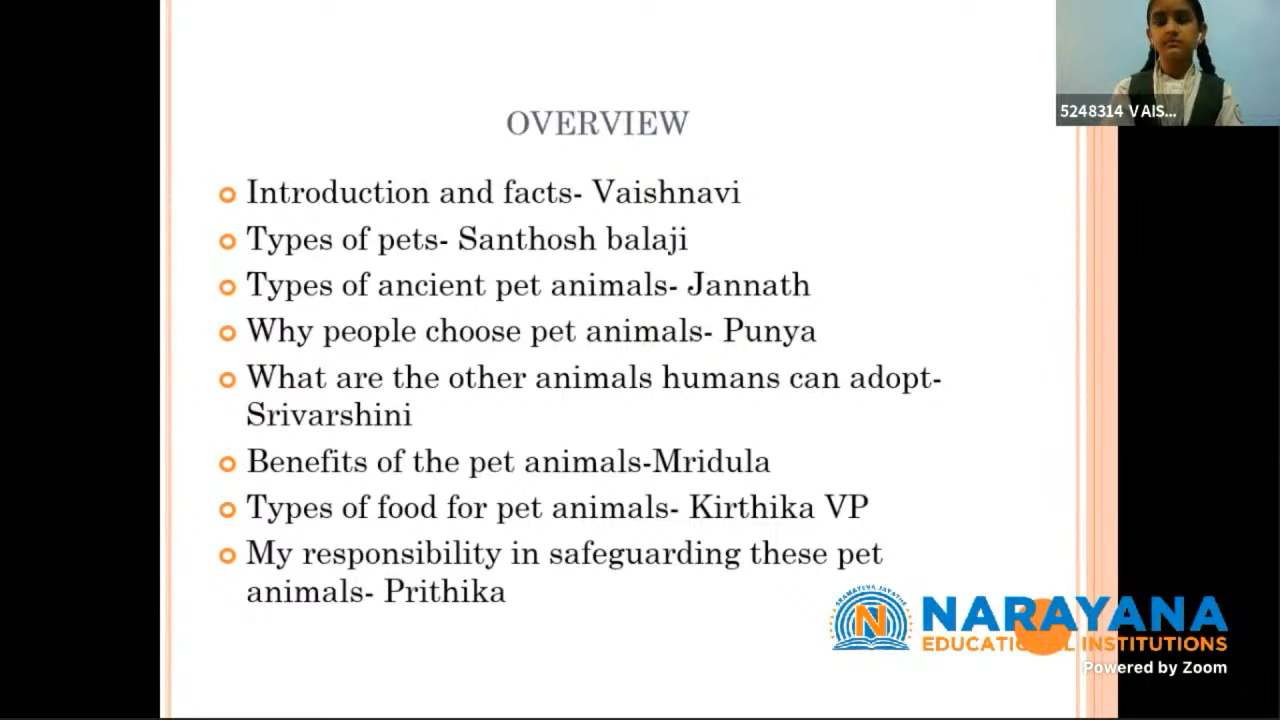 5248314 VAIS...
OVERVIEW
Introduction and facts- Vaishnavi
Types of pets- Santhosh balaji
Types of ancient pet animals- Jannath
Why people choose pet animals- Punya
What are the other animals humans can adopt-
Srivarshini
Benefits of the pet animals-Mridula
Types of food for pet animals- Kirthika VP
My responsibility in safeguarding these pet
animals- Prithika
SRAMAYEVA JAYATHE
N
NARAYANA
EDUCATIONAL INSTITUTIONS
Powered by Zoom